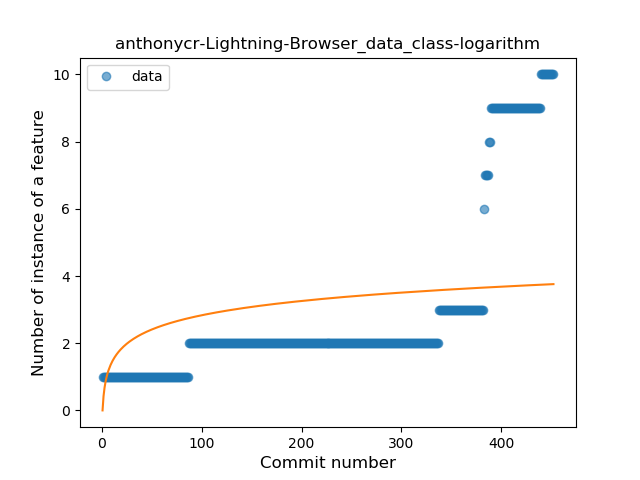 anthonycr-Lightning-Browser_data_class-logarithm
data
Number of instance of a feature
10
8
6
4
2
0
0 100 200 300 400
Commit number